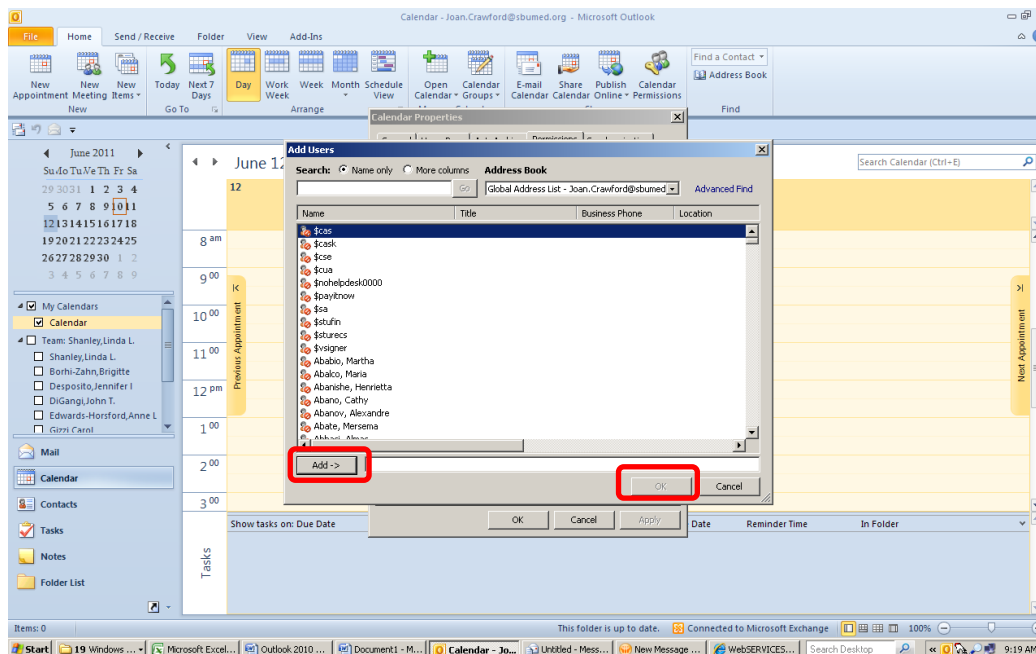 Calendar - Joan.Crawford@sbumed.org - Microsoft Outlook
File Home Send / Receive Folder View Add-Ins
New Appointment
New Meeting
New Items
Today
Next 7 Days
Day
Work Week
Week
Month
Schedule View
Open Calendar
Calendar Groups
E-mail Calendar
Share Calendar
Publish Online
Calendar Permissions
Find a Contact
Address Book
New Go To Arrange Find
Calendar Properties
Permissions
June 2011
Su Mo Tu We Th Fr Sa
29 30 31 1 2 3 4
5 6 7 8 9 10 11
12 13 14 15 16 17 18
19 20 21 22 23 24 25
26 27 28 29 30 1 2
3 4 5 6 7 8 9
My Calendars
Calendar
Team: Shanley,Linda L.
Shanley,Linda L.
Borhi-Zahn,Brigitte
Desposito,Jennifer I
DiGangi,John T.
Edwards-Horsford,Anne L
Gizzi Carol
Mail
Calendar
Contacts
Tasks
Notes
Folder List
June 12
Search Calendar (Ctrl+E)
12
8 am
9 00
10 00
11 00
12 pm
1 00
2 00
3 00
Previous Appointment
Next Appointment
Add Users
Search: Name only More columns Address Book
Go Global Address List - Joan.Crawford@sbumed Advanced Find
Name Title Business Phone Location
$cas
$cask
$cse
$cua
$nohelpdesk0000
$payitnow
$sa
$stufin
$sturecs
$vsigner
Ababio, Martha
Abalco, Maria
Abanishe, Henrietta
Abano, Cathy
Abanov, Alexandre
Abate, Mersema
Abbasi, Almas
Add ->
OK Cancel
OK Cancel Apply
Show tasks on: Due Date Date Reminder Time In Folder
Tasks
Items: 0 This folder is up to date. Connected to Microsoft Exchange 100%
Start 19 Windows ... Microsoft Excel... Outlook 2010 ... Document1 - M... Calendar - Jo... Untitled - Mess... New Message ... WebSERVICES... Search Desktop 9:19 AM